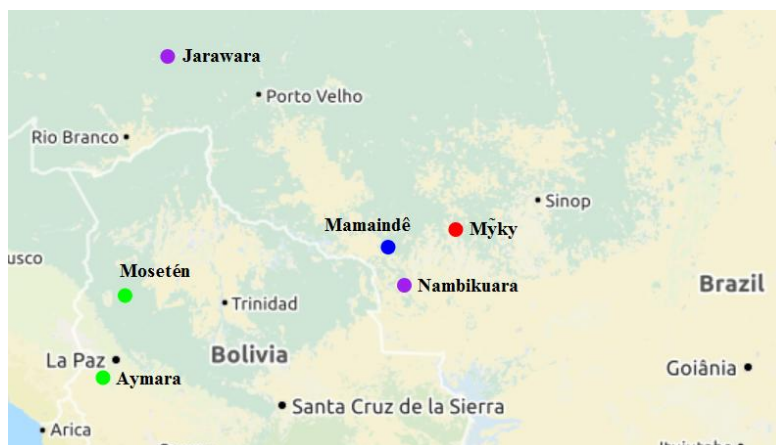 Jarawara
Porto Velho
Rio Branco
Sinop
Mamaindê
Mỹky
usco
Mosetén
Nambikuara
Brazil
Trinidad
La Paz
Bolivia
Aymara
Goiânia
Santa Cruz de la Sierra
Arica